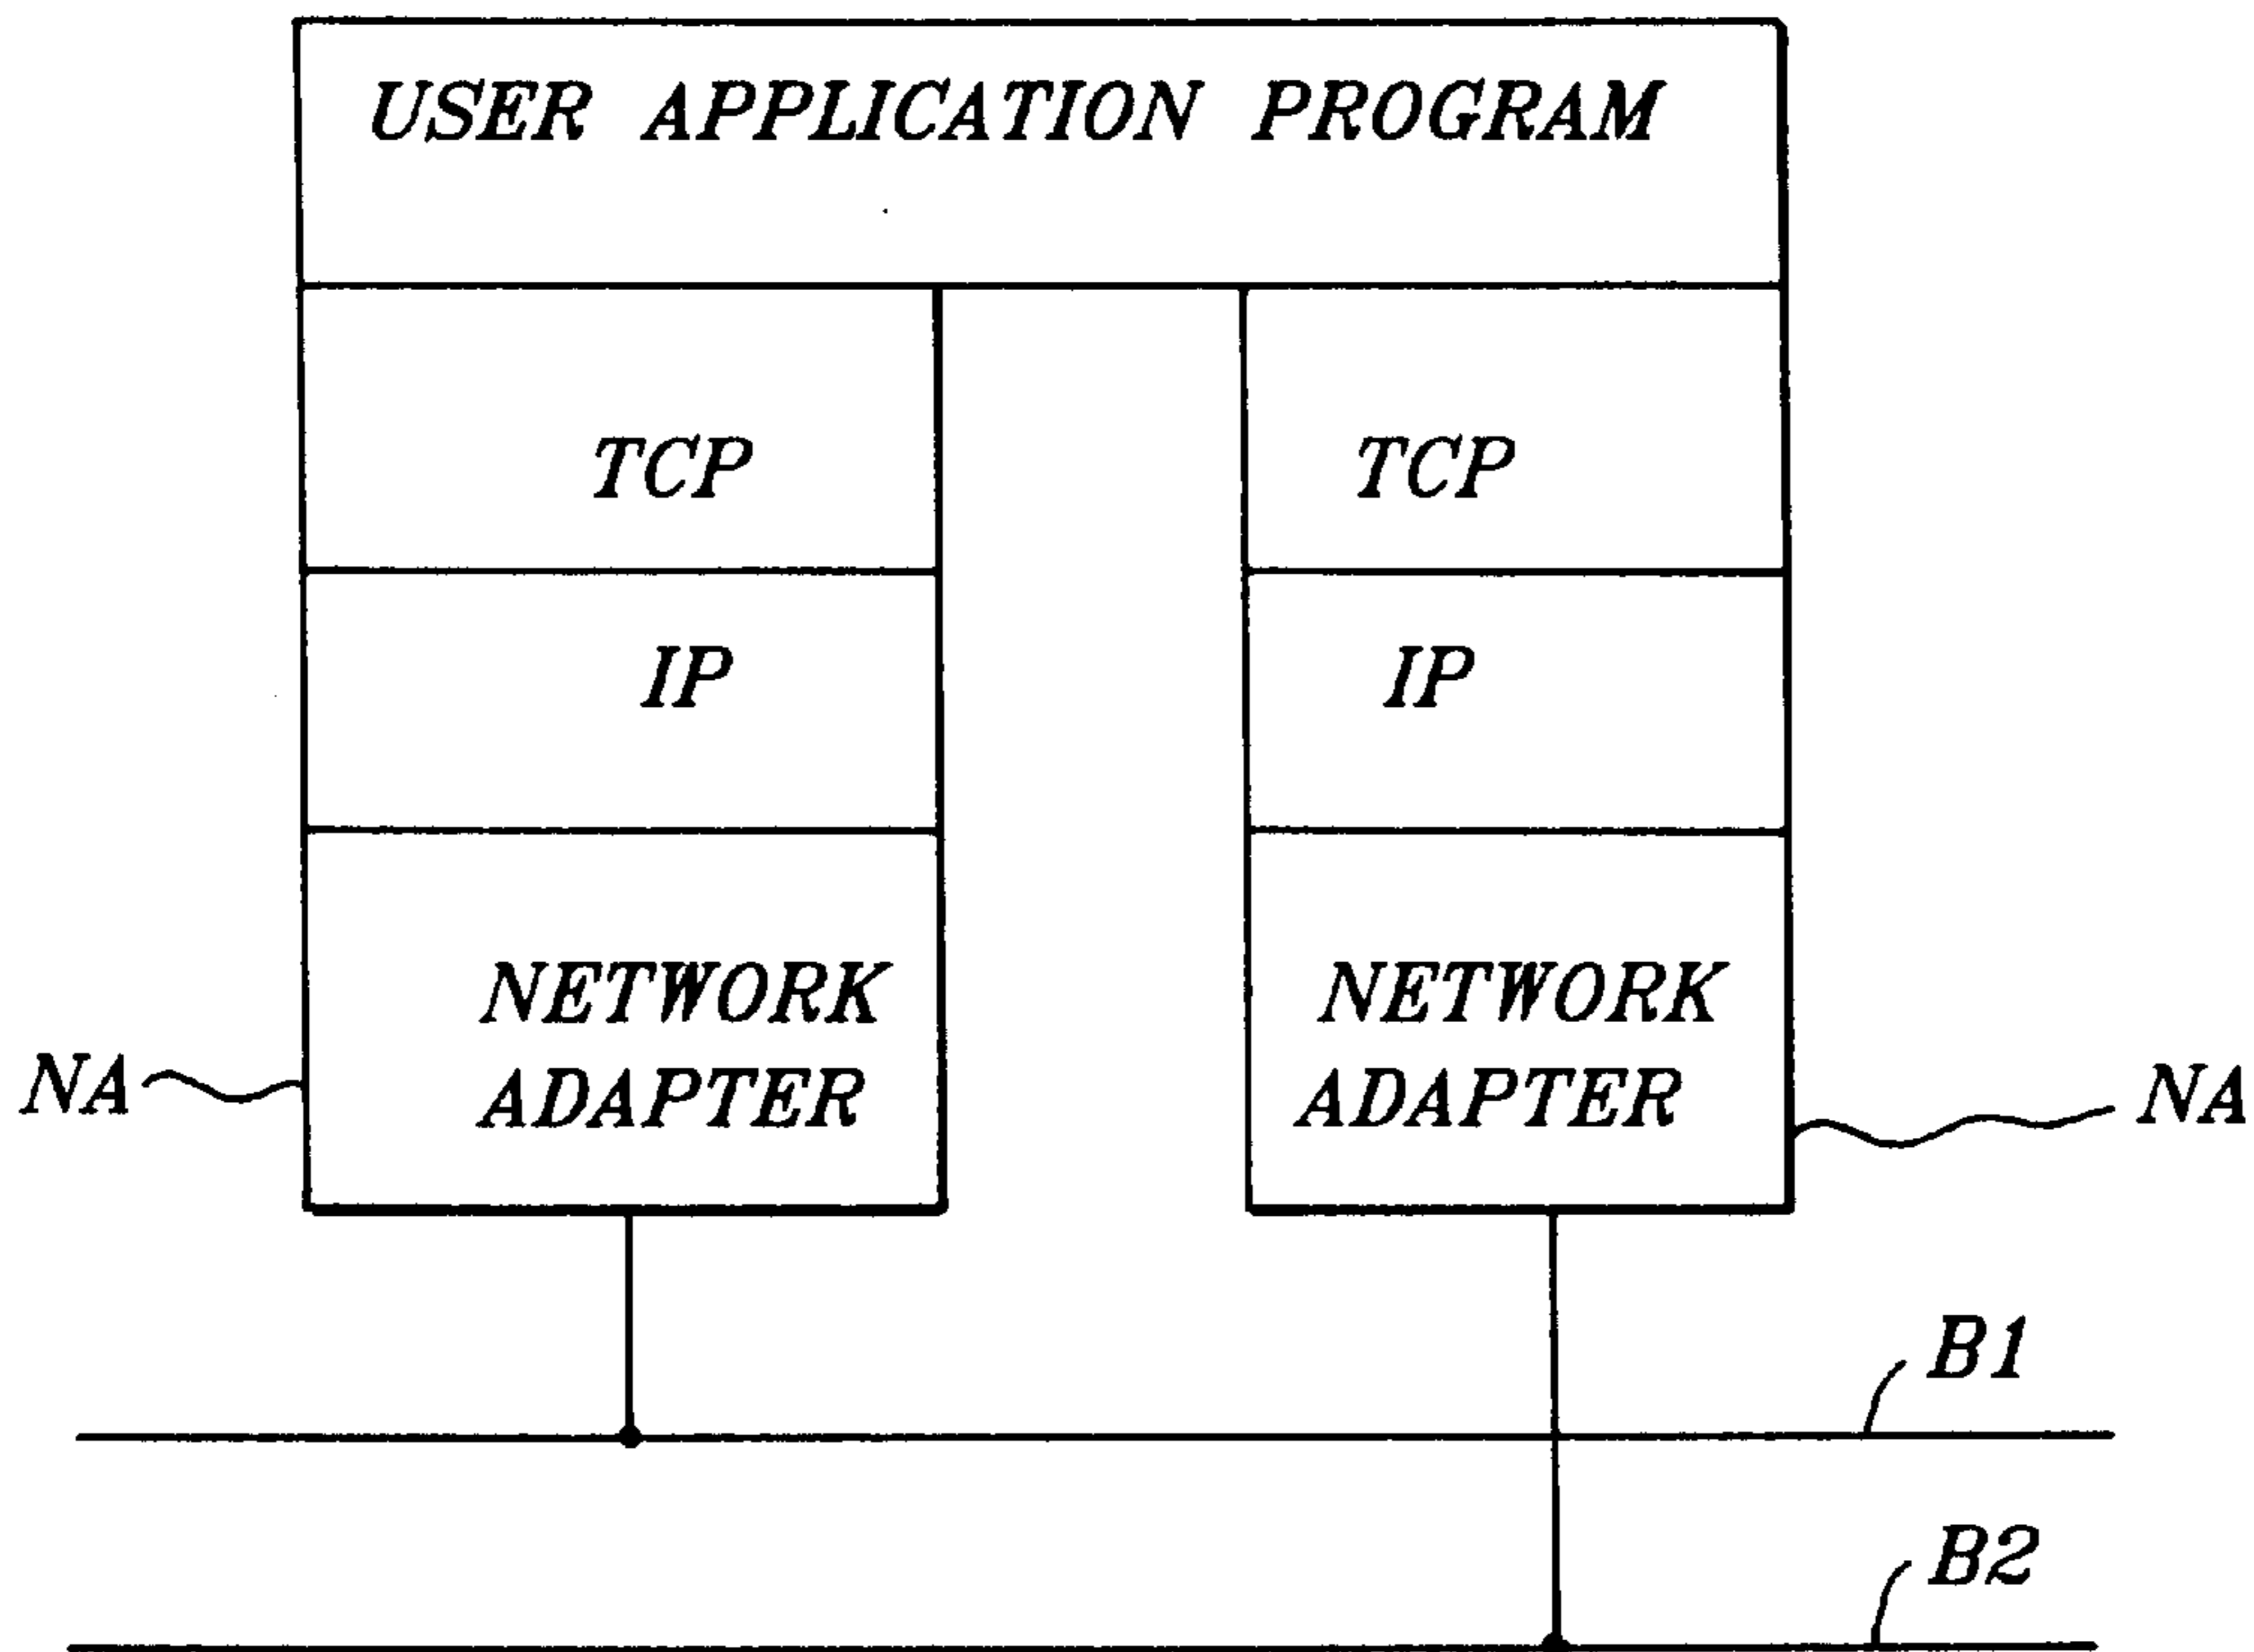 USER APPLICATION PROGRAM
TCP
TCP
IP
IP
NETWORK
ADAPTER
NETWORK
ADAPTER
NA
NA
B1
B2